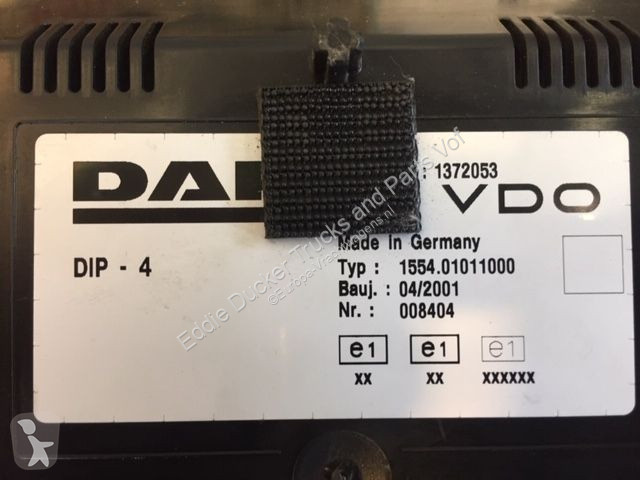 DAF
: 1372053
VDO
DIP - 4
Made in Germany
Typ : 1554.01011000
Bauj. : 04/2001
Nr. : 008404
e1 e1 e1
xx xx xxxxxx
Eddie Ducker Trucks and Parts Vof